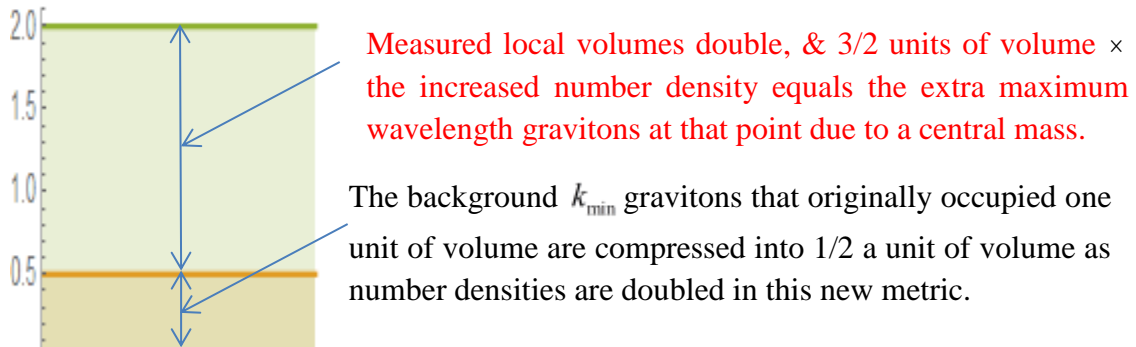 2.0
Measured local volumes double, & 3/2 units of volume ×
the increased number density equals the extra maximum
1.5
wavelength gravitons at that point due to a central mass.
1.0
The background k_min gravitons that originally occupied one
unit of volume are compressed into 1/2 a unit of volume as
0.5
number densities are doubled in this new metric.